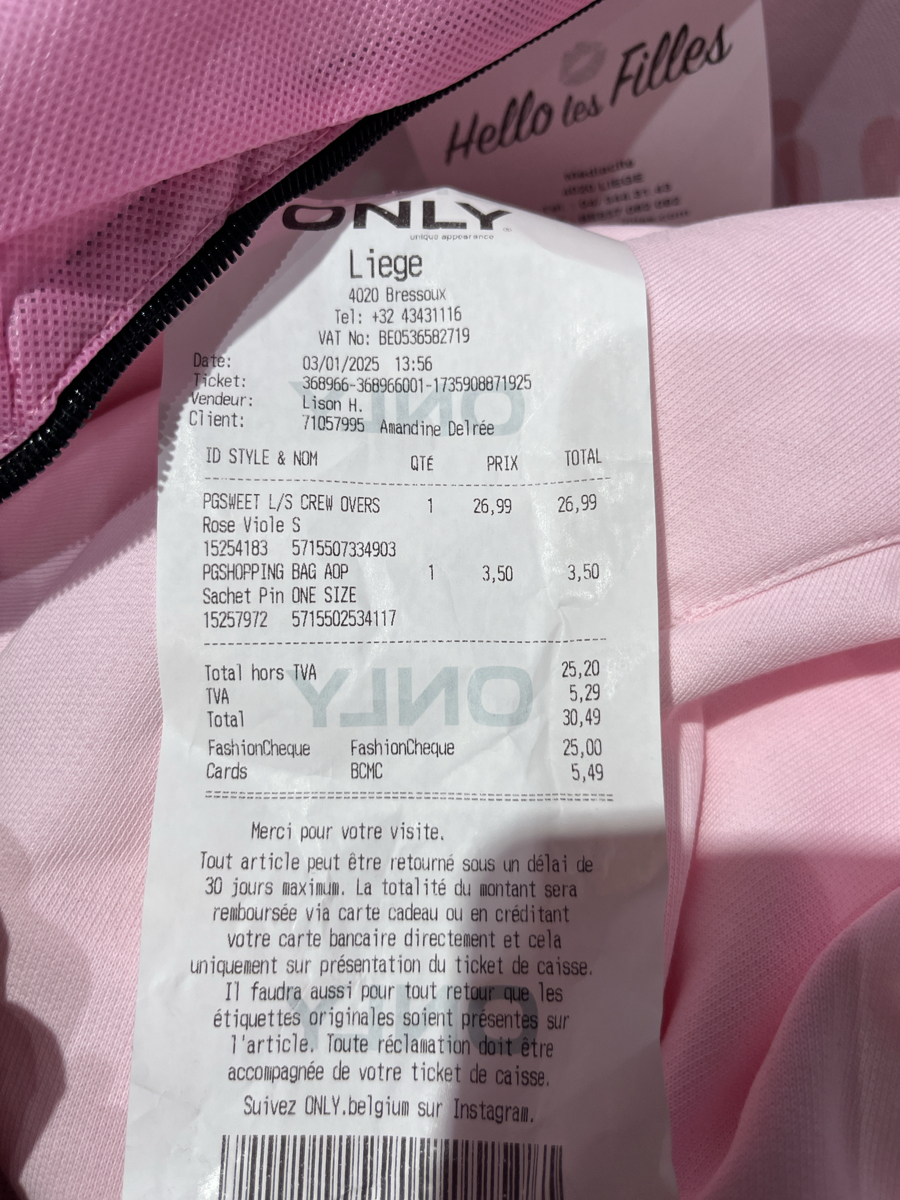 Hello les Filles
4020 LIEGE
ONLY
unique appearance
Liege
4020 Bressoux
Tel: +32 43431116
VAT No: BE0536582719
Date: 03/01/2025 13:56
Ticket: 368966-368966001-1735908871925
Vendeur: Lison H.
Client: 71057995 Amandine Delrée
ID STYLE & NOM QTÉ PRIX TOTAL
PGSWEET L/S CREW OVERS 1 26,99 26,99
Rose Viole S
15254183 5715507334903
PGSHOPPING BAG AOP 1 3,50 3,50
Sachet Pin ONE SIZE
15257972 5715502534117
Total hors TVA 25,20
TVA 5,29
Total 30,49
FashionCheque FashionCheque 25,00
Cards BCMC 5,49
Merci pour votre visite.
Tout article peut être retourné sous un délai de
30 jours maximum. La totalité du montant sera
remboursée via carte cadeau ou en créditant
votre carte bancaire directement et cela
uniquement sur présentation du ticket de caisse.
Il faudra aussi pour tout retour que les
étiquettes originales soient présentes sur
l'article. Toute réclamation doit être
accompagnée de votre ticket de caisse.
Suivez ONLY.belgium sur Instagram.